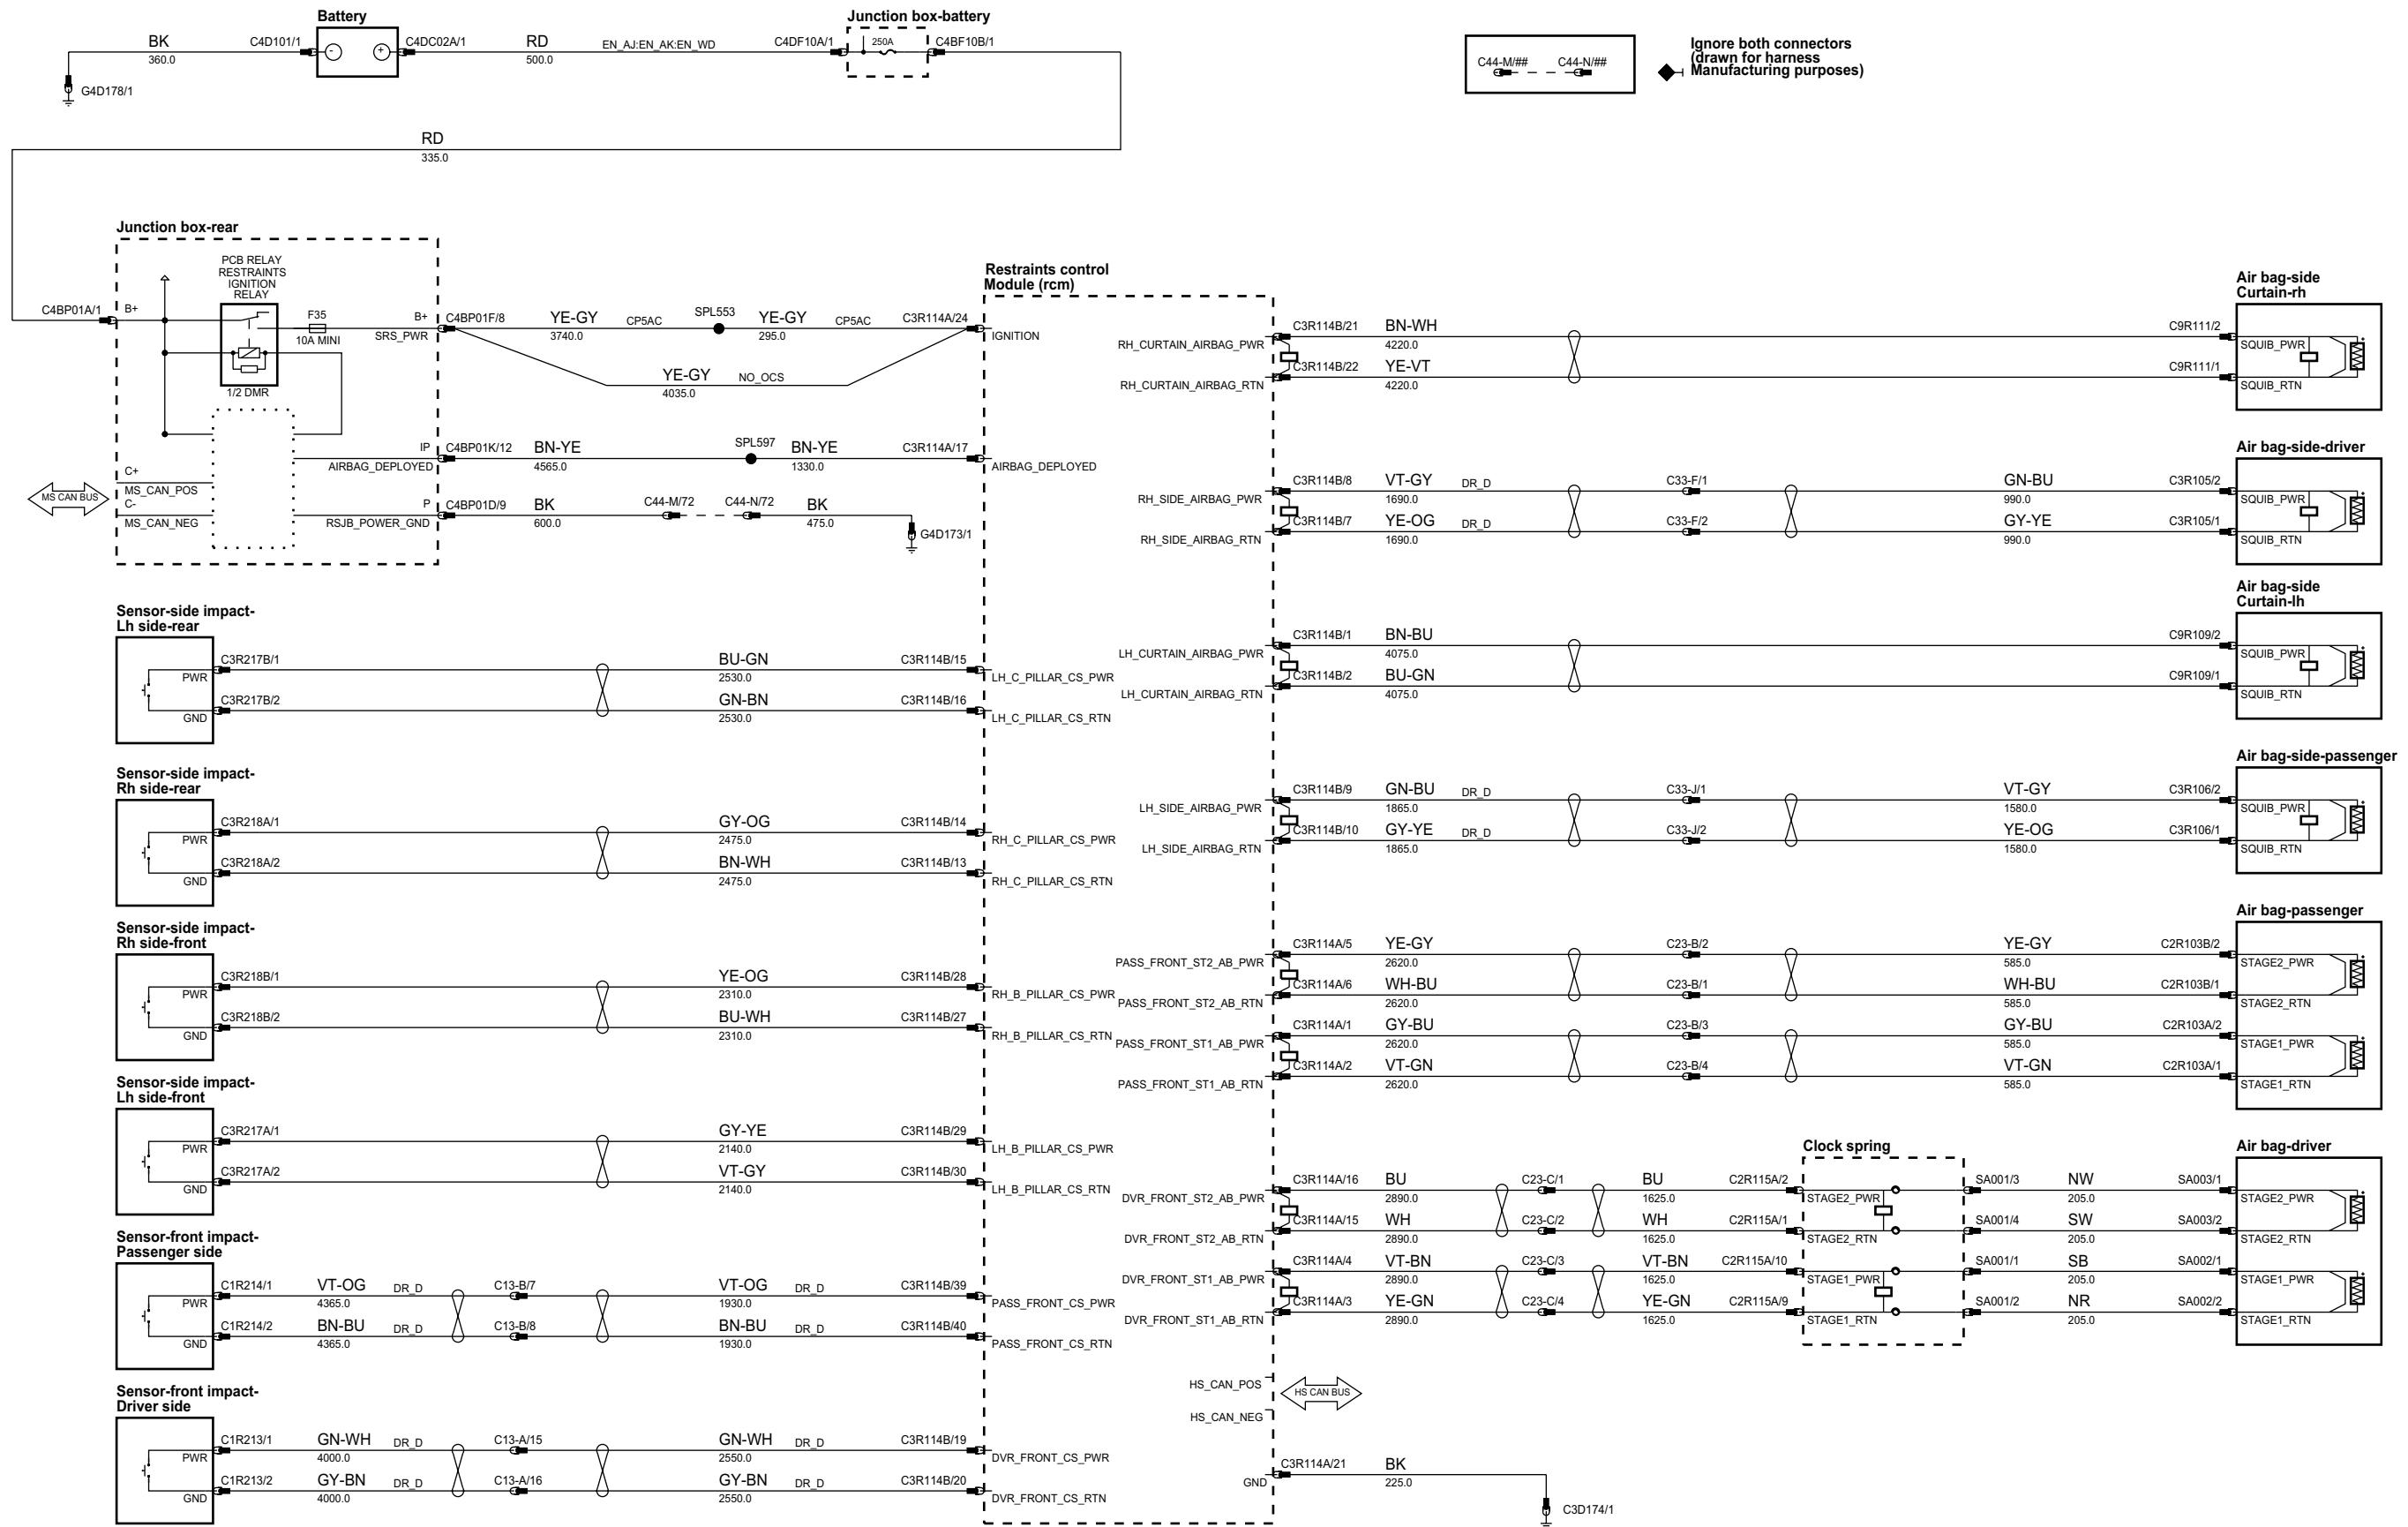 Battery
Junction box-battery
BK
360.0
C4D101/1
-
+
C4DC02A/1
RD
500.0
EN_AJ:EN_AK:EN_WD
C4DF10A/1
250A
C4BF10B/1
G4D178/1
C44-M/##
C44-N/##
Ignore both connectors
(drawn for harness
Manufacturing purposes)
RD
335.0
Junction box-rear
PCB RELAY
RESTRAINTS
IGNITION
RELAY
C4BP01A/1
B+
F35
10A MINI
B+
SRS_PWR
1/2 DMR
C4BP01F/8
YE-GY
3740.0
CP5AC
SPL553
YE-GY
295.0
CP5AC
C3R114A/24
YE-GY
4035.0
NO_OCS
IP
AIRBAG_DEPLOYED
C4BP01K/12
BN-YE
4565.0
SPL597
BN-YE
1330.0
C3R114A/17
MS CAN BUS
C+
MS_CAN_POS
C-
MS_CAN_NEG
P
RSJB_POWER_GND
C4BP01D/9
BK
600.0
C44-M/72
C44-N/72
BK
475.0
G4D173/1
Sensor-side impact-
Lh side-rear
PWR
GND
C3R217B/1
BU-GN
2530.0
C3R114B/15
C3R217B/2
GN-BN
2530.0
C3R114B/16
Sensor-side impact-
Rh side-rear
PWR
GND
C3R218A/1
GY-OG
2475.0
C3R114B/14
C3R218A/2
BN-WH
2475.0
C3R114B/13
Sensor-side impact-
Rh side-front
PWR
GND
C3R218B/1
YE-OG
2310.0
C3R114B/28
C3R218B/2
BU-WH
2310.0
C3R114B/27
Sensor-side impact-
Lh side-front
PWR
GND
C3R217A/1
GY-YE
2140.0
C3R114B/29
C3R217A/2
VT-GY
2140.0
C3R114B/30
Sensor-front impact-
Passenger side
PWR
GND
C1R214/1
VT-OG
4365.0
DR_D
C13-B/7
VT-OG
1930.0
DR_D
C3R114B/39
C1R214/2
BN-BU
4365.0
DR_D
C13-B/8
BN-BU
1930.0
DR_D
C3R114B/40
Sensor-front impact-
Driver side
PWR
GND
C1R213/1
GN-WH
4000.0
DR_D
C13-A/15
GN-WH
2550.0
DR_D
C3R114B/19
C1R213/2
GY-BN
4000.0
DR_D
C13-A/16
GY-BN
2550.0
DR_D
C3R114B/20
Restraints control
Module (rcm)
IGNITION
AIRBAG_DEPLOYED
LH_C_PILLAR_CS_PWR
LH_C_PILLAR_CS_RTN
RH_C_PILLAR_CS_PWR
RH_C_PILLAR_CS_RTN
RH_B_PILLAR_CS_PWR
RH_B_PILLAR_CS_RTN
LH_B_PILLAR_CS_PWR
LH_B_PILLAR_CS_RTN
PASS_FRONT_CS_PWR
PASS_FRONT_CS_RTN
DVR_FRONT_CS_PWR
DVR_FRONT_CS_RTN
RH_CURTAIN_AIRBAG_PWR
RH_CURTAIN_AIRBAG_RTN
RH_SIDE_AIRBAG_PWR
RH_SIDE_AIRBAG_RTN
LH_CURTAIN_AIRBAG_PWR
LH_CURTAIN_AIRBAG_RTN
LH_SIDE_AIRBAG_PWR
LH_SIDE_AIRBAG_RTN
PASS_FRONT_ST2_AB_PWR
PASS_FRONT_ST2_AB_RTN
PASS_FRONT_ST1_AB_PWR
PASS_FRONT_ST1_AB_RTN
DVR_FRONT_ST2_AB_PWR
DVR_FRONT_ST2_AB_RTN
DVR_FRONT_ST1_AB_PWR
DVR_FRONT_ST1_AB_RTN
HS_CAN_POS
HS_CAN_NEG
HS CAN BUS
GND
C3R114A/21
BK
225.0
C3D174/1
Air bag-side
Curtain-rh
C3R114B/21
BN-WH
4220.0
C9R111/2
SQUIB_PWR
C3R114B/22
YE-VT
4220.0
C9R111/1
SQUIB_RTN
Air bag-side-driver
C3R114B/8
VT-GY
1690.0
DR_D
C33-F/1
GN-BU
990.0
C3R105/2
SQUIB_PWR
C3R114B/7
YE-OG
1690.0
DR_D
C33-F/2
GY-YE
990.0
C3R105/1
SQUIB_RTN
Air bag-side
Curtain-lh
C3R114B/1
BN-BU
4075.0
C9R109/2
SQUIB_PWR
C3R114B/2
BU-GN
4075.0
C9R109/1
SQUIB_RTN
Air bag-side-passenger
C3R114B/9
GN-BU
1865.0
DR_D
C33-J/1
VT-GY
1580.0
C3R106/2
SQUIB_PWR
C3R114B/10
GY-YE
1865.0
DR_D
C33-J/2
YE-OG
1580.0
C3R106/1
SQUIB_RTN
Air bag-passenger
C3R114A/5
YE-GY
2620.0
C23-B/2
YE-GY
585.0
C2R103B/2
STAGE2_PWR
C3R114A/6
WH-BU
2620.0
C23-B/1
WH-BU
585.0
C2R103B/1
STAGE2_RTN
C3R114A/1
GY-BU
2620.0
C23-B/3
GY-BU
585.0
C2R103A/2
STAGE1_PWR
C3R114A/2
VT-GN
2620.0
C23-B/4
VT-GN
585.0
C2R103A/1
STAGE1_RTN
Clock spring
Air bag-driver
C3R114A/16
BU
2890.0
C23-C/1
BU
1625.0
C2R115A/2
STAGE2_PWR
SA001/3
NW
205.0
SA003/1
STAGE2_PWR
C3R114A/15
WH
2890.0
C23-C/2
WH
1625.0
C2R115A/1
STAGE2_RTN
SA001/4
SW
205.0
SA003/2
STAGE2_RTN
C3R114A/4
VT-BN
2890.0
C23-C/3
VT-BN
1625.0
C2R115A/10
STAGE1_PWR
SA001/1
SB
205.0
SA002/1
STAGE1_PWR
C3R114A/3
YE-GN
2890.0
C23-C/4
YE-GN
1625.0
C2R115A/9
STAGE1_RTN
SA001/2
NR
205.0
SA002/2
STAGE1_RTN